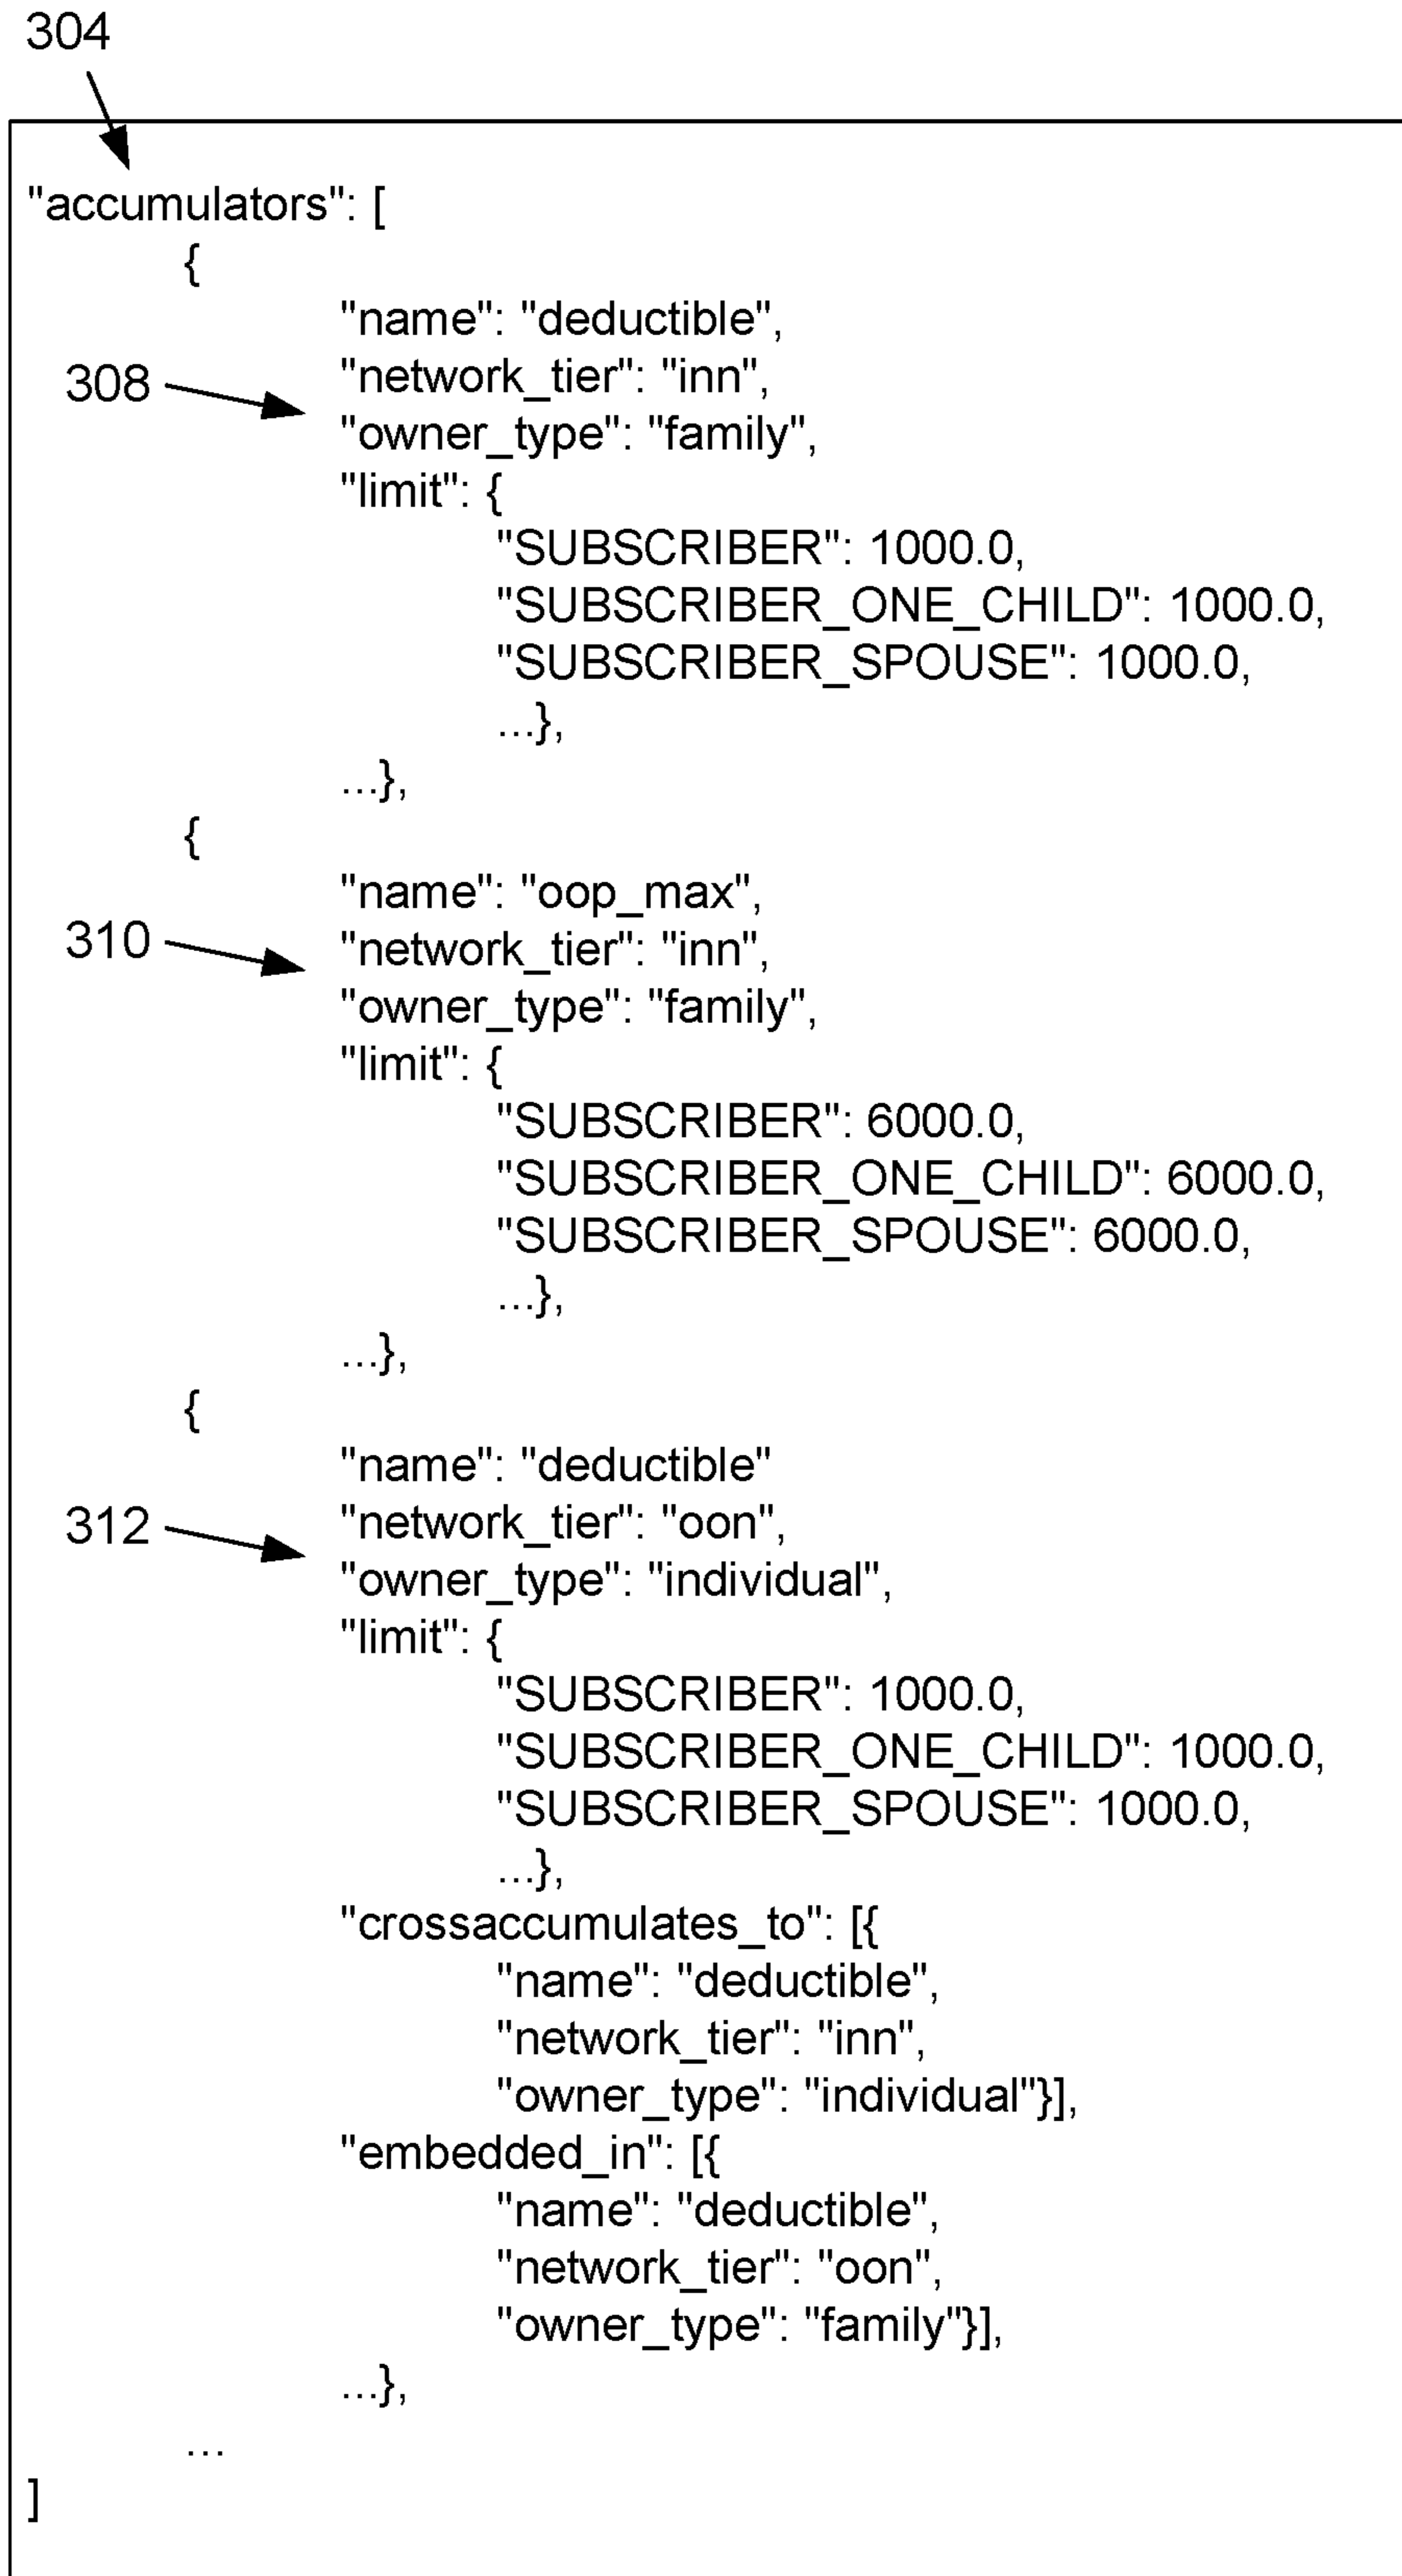 304
"accumulators": [
{
"name": "deductible",
308
"network_tier": "inn",
"owner_type": "family",
"limit": {
"SUBSCRIBER": 1000.0,
"SUBSCRIBER_ONE_CHILD": 1000.0,
"SUBSCRIBER_SPOUSE": 1000.0,
...},
...},
{
"name": "oop_max",
310
"network_tier": "inn",
"owner_type": "family",
"limit": {
"SUBSCRIBER": 6000.0,
"SUBSCRIBER_ONE_CHILD": 6000.0,
"SUBSCRIBER_SPOUSE": 6000.0,
...},
...},
{
"name": "deductible"
312
"network_tier": "oon",
"owner_type": "individual",
"limit": {
"SUBSCRIBER": 1000.0,
"SUBSCRIBER_ONE_CHILD": 1000.0,
"SUBSCRIBER_SPOUSE": 1000.0,
...},
"crossaccumulates_to": [{
"name": "deductible",
"network_tier": "inn",
"owner_type": "individual"}],
"embedded_in": [{
"name": "deductible",
"network_tier": "oon",
"owner_type": "family"}],
...},
...
]